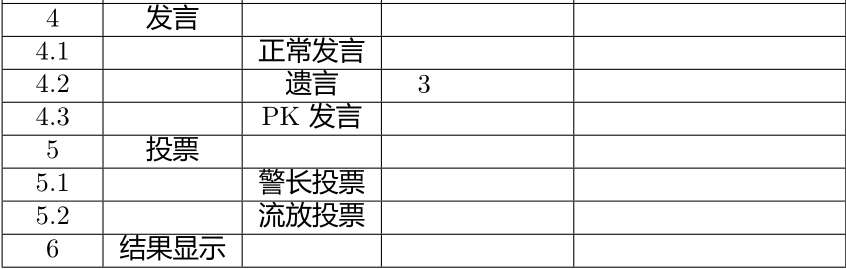 4 发言
4.1 正常发言
4.2 遗言 3
4.3 PK 发言
5 投票
5.1 警长投票
5.2 流放投票
6 结果显示